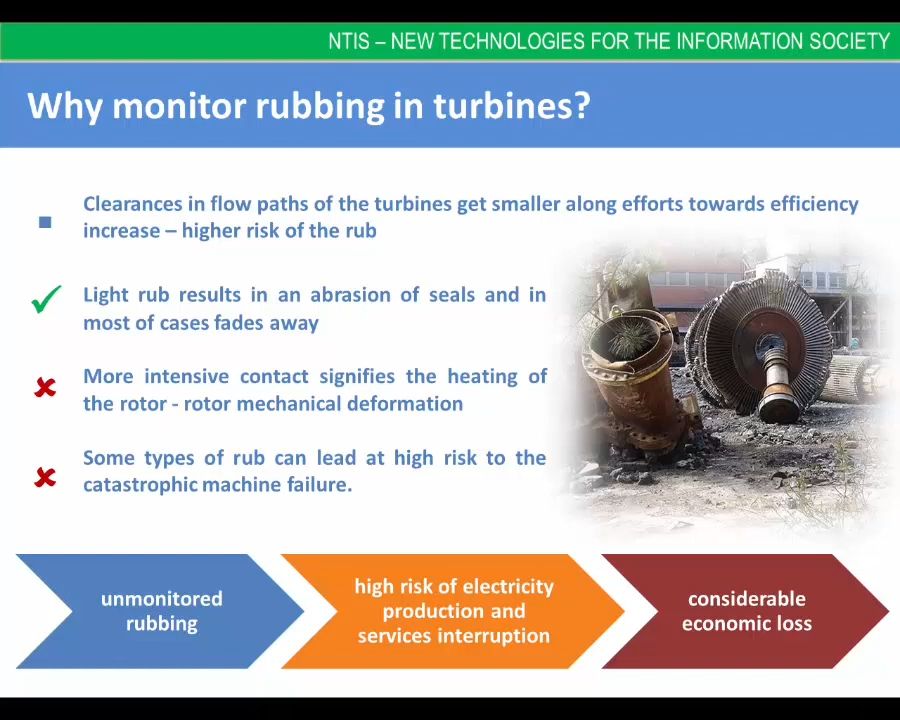 NTIS – NEW TECHNOLOGIES FOR THE INFORMATION SOCIETY
Why monitor rubbing in turbines?
Clearances in flow paths of the turbines get smaller along efforts towards efficiency
increase – higher risk of the rub
Light rub results in an abrasion of seals and in
most of cases fades away
More intensive contact signifies the heating of
the rotor - rotor mechanical deformation
Some types of rub can lead at high risk to the
catastrophic machine failure.
unmonitored
rubbing
high risk of electricity
production and
services interruption
considerable
economic loss